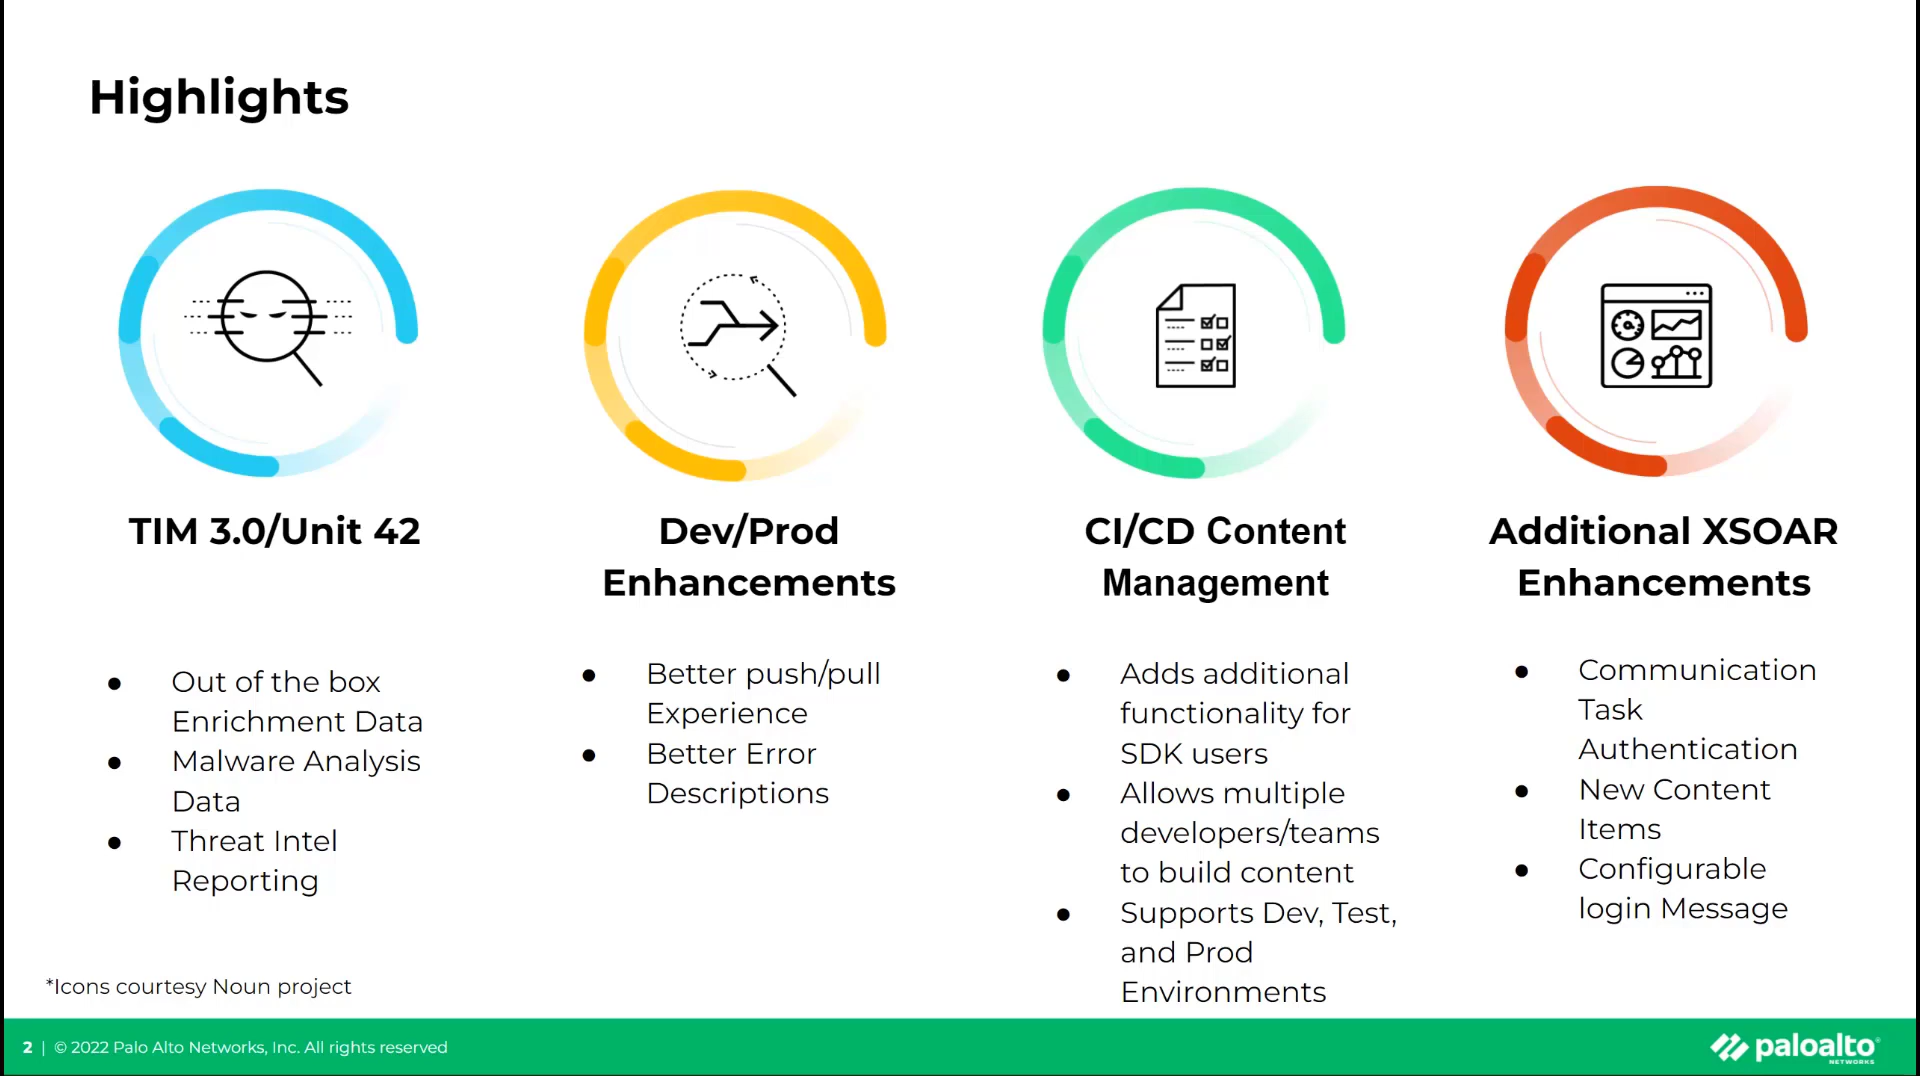 Highlights
TIM 3.0/Unit 42
● Out of the box
Enrichment Data
● Malware Analysis
Data
● Threat Intel
Reporting
Dev/Prod
Enhancements
● Better push/pull
Experience
● Better Error
Descriptions
CI/CD Content
Management
● Adds additional
functionality for
SDK users
● Allows multiple
developers/teams
to build content
● Supports Dev, Test,
and Prod
Environments
Additional XSOAR
Enhancements
● Communication
Task
Authentication
● New Content
Items
● Configurable
login Message
*Icons courtesy Noun project
2 | © 2022 Palo Alto Networks, Inc. All rights reserved
paloalto®
NETWORKS